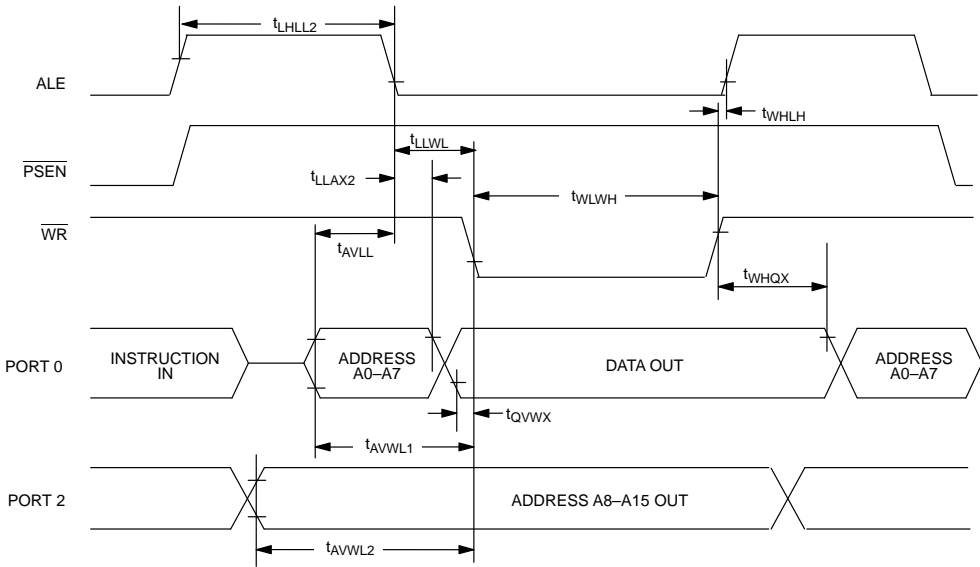 tLHLL2
ALE
tWHLH
tLLWL
PSEN
tLLAX2
tWLWH
WR
tAVLL
tWHQX
PORT 0
INSTRUCTION
IN
ADDRESS
A0–A7
DATA OUT
ADDRESS
A0–A7
tQVWX
tAVWL1
PORT 2
ADDRESS A8–A15 OUT
tAVWL2